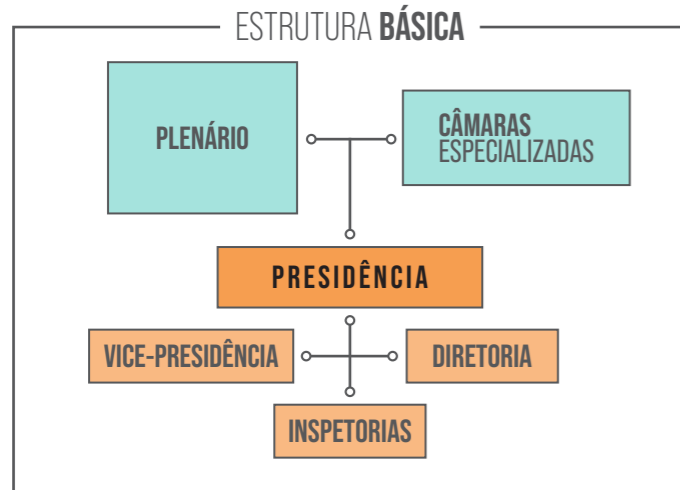 ESTRUTURA BÁSICA
PLENÁRIO
CÂMARAS
ESPECIALIZADAS
PRESIDÊNCIA
VICE-PRESIDÊNCIA
DIRETORIA
INSPETORIAS